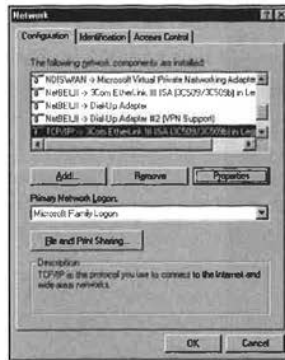 Network
Configuration Identification Access Control
The following network components are installed:
NDISWAN -> Microsoft Virtual Private Networking Adapte
NetBEUI -> 3Com EtherLink III ISA (3C509/3C509b) in Le
NetBEUI -> Dial-Up Adapter
NetBEUI -> Dial-Up Adapter #2 (VPN Support)
TCP/IP -> 3Com EtherLink III ISA (3C509/3C509b) in Le
Add...
Remove
Properties
Primary Network Logon:
Microsoft Family Logon
File and Print Sharing...
Description
TCP/IP is the protocol you use to connect to the Internet and
wide-area networks.
OK
Cancel